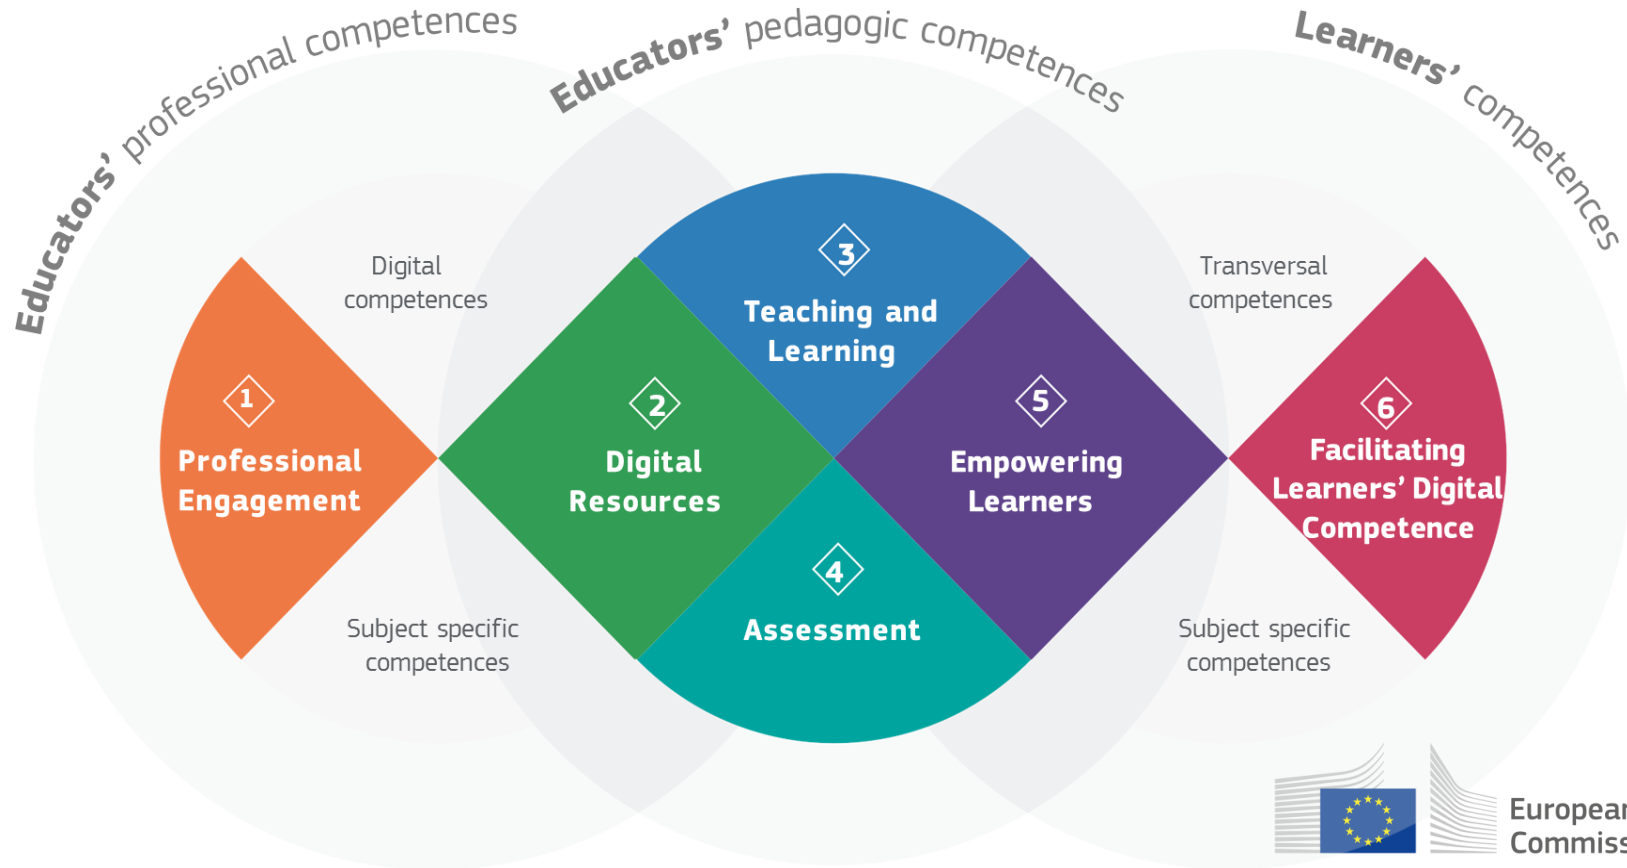 Educators’ professional competences
Educators’ pedagogic competences
Learners’ competences
Digital
competences
Transversal
competences
1
Professional
Engagement
2
Digital
Resources
3
Teaching and
Learning
4
Assessment
5
Empowering
Learners
6
Facilitating
Learners’ Digital
Competence
Subject specific
competences
Subject specific
competences
European
Commiss